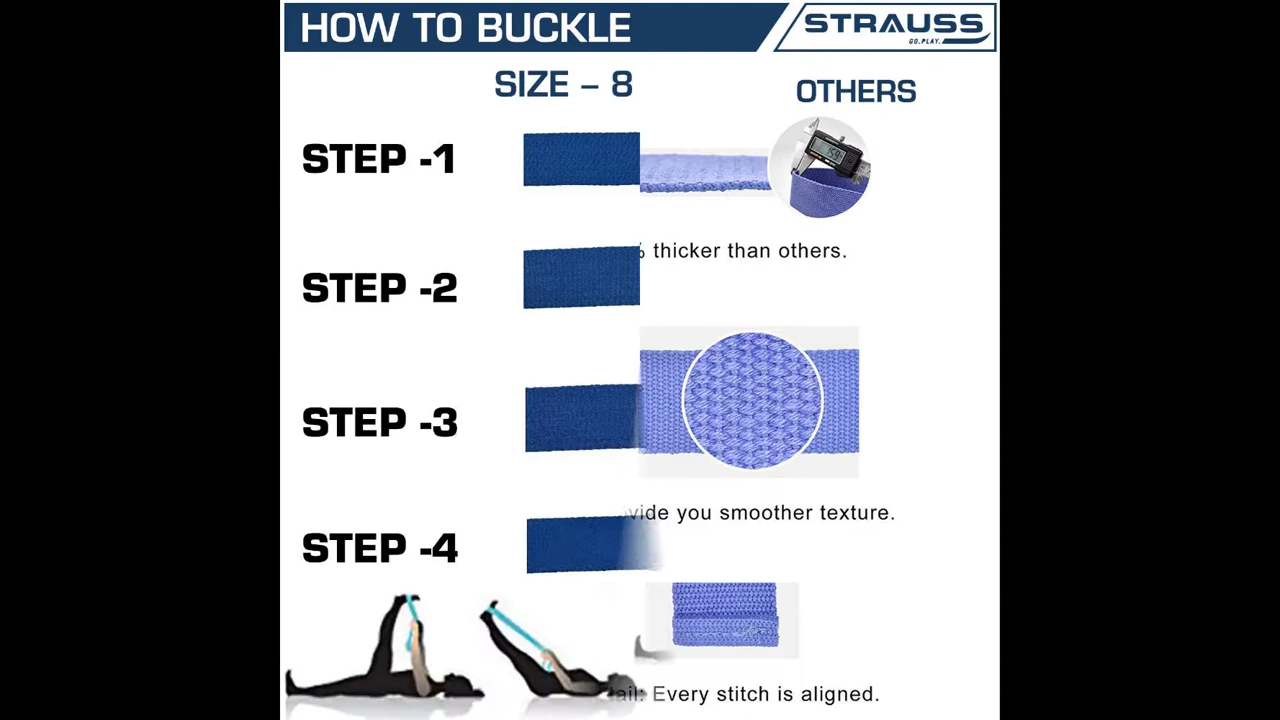 HOW TO BUCKLE
STRAUSS
GO.PLAY.
SIZE – 8
OTHERS
STEP -1
% thicker than others.
STEP -2
STEP -3
you smoother texture.
STEP -4
Every stitch is aligned.